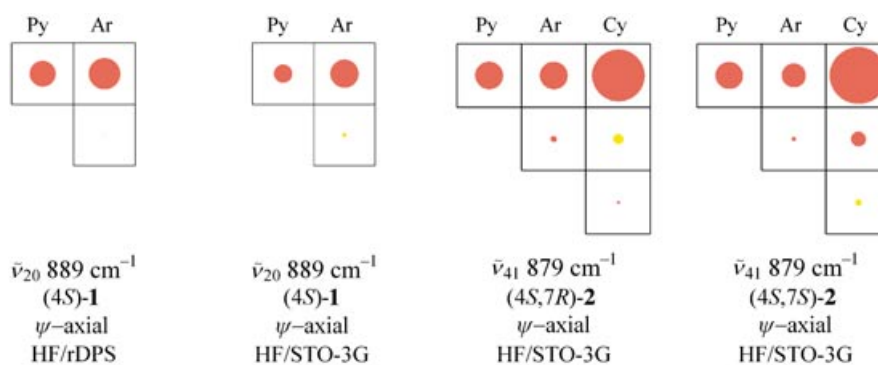 Py Ar Py Ar Py Ar Cy Py Ar Cy
ν̃₂₀ 889 cm⁻¹ ν̃₂₀ 889 cm⁻¹ ν̃₄₁ 879 cm⁻¹ ν̃₄₁ 879 cm⁻¹
(4S)-1 (4S)-1 (4S,7R)-2 (4S,7S)-2
ψ–axial ψ–axial ψ–axial ψ–axial
HF/rDPS HF/STO-3G HF/STO-3G HF/STO-3G